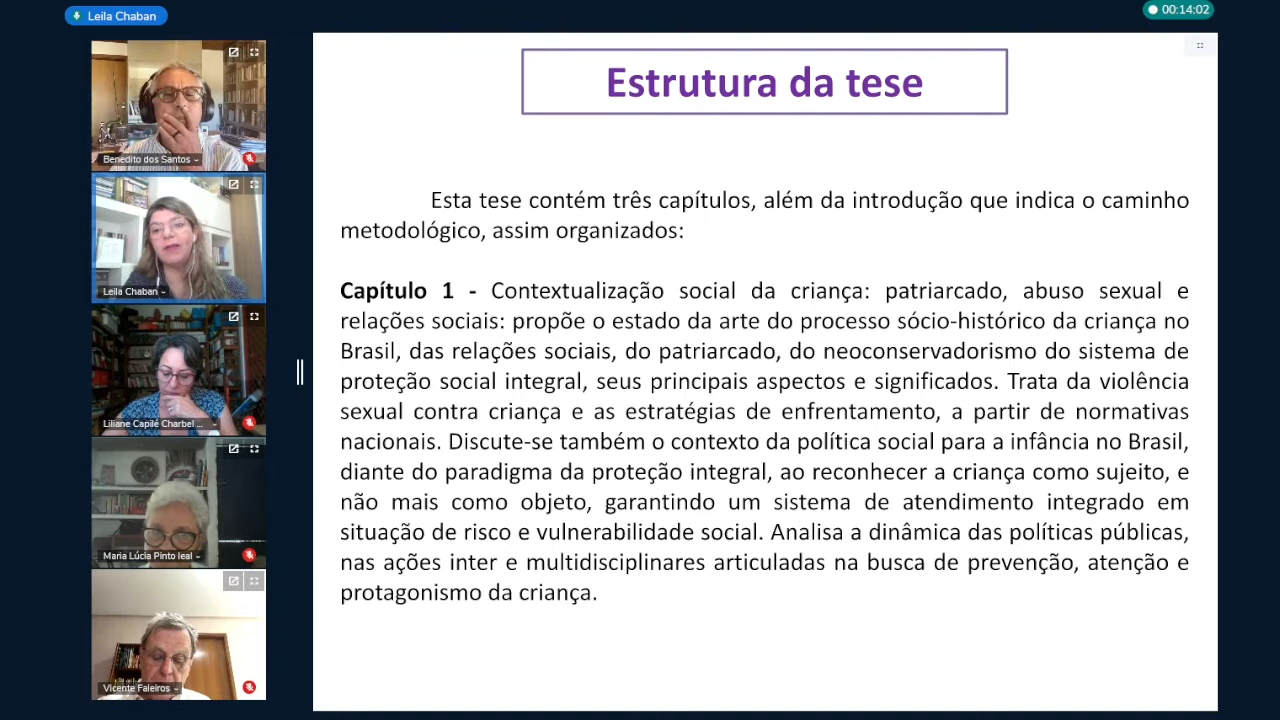 Leila Chaban
00:14:02
Benedito dos Santos
Leila Chaban
Liliane Capilé Charbel ...
Maria Lúcia Pinto leal
Vicente Faleiros
Estrutura da tese
Esta tese contém três capítulos, além da introdução que indica o caminho
metodológico, assim organizados:
Capítulo 1 - Contextualização social da criança: patriarcado, abuso sexual e
relações sociais: propõe o estado da arte do processo sócio-histórico da criança no
Brasil, das relações sociais, do patriarcado, do neoconservadorismo do sistema de
proteção social integral, seus principais aspectos e significados. Trata da violência
sexual contra criança e as estratégias de enfrentamento, a partir de normativas
nacionais. Discute-se também o contexto da política social para a infância no Brasil,
diante do paradigma da proteção integral, ao reconhecer a criança como sujeito, e
não mais como objeto, garantindo um sistema de atendimento integrado em
situação de risco e vulnerabilidade social. Analisa a dinâmica das políticas públicas,
nas ações inter e multidisciplinares articuladas na busca de prevenção, atenção e
protagonismo da criança.